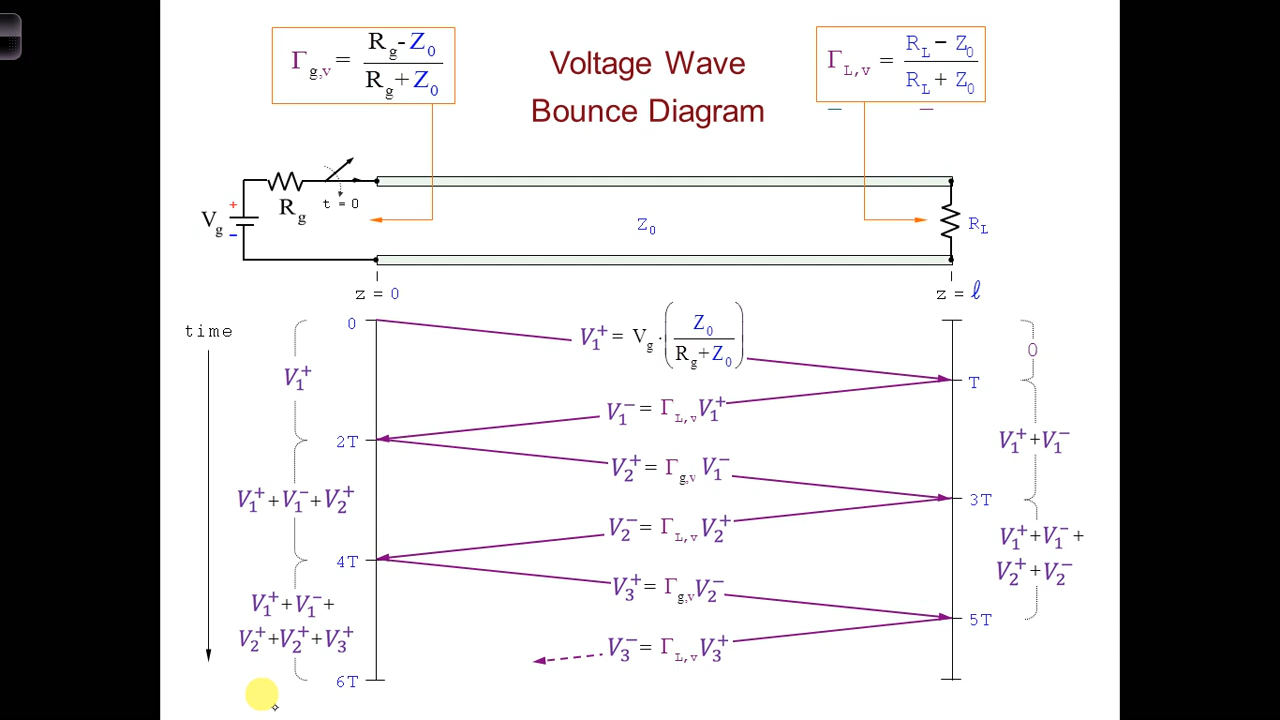 Γg,v = (Rg-Z0)/(Rg+Z0)
Voltage Wave
Bounce Diagram
ΓL,v = (RL − Z0)/(RL + Z0)
Vg
+
−
Rg
t = 0
Z0
RL
z = 0
z = ℓ
time
0
V1⁺ = Vg·(Z0/(Rg+Z0))
0
V1⁺
T
V1⁻ = ΓL,v V1⁺
2T
V1⁺+V1⁻
V2⁺ = Γg,v V1⁻
V1⁺+V1⁻+V2⁺
3T
V2⁻ = ΓL,v V2⁺
V1⁺+V1⁻+
V2⁺+V2⁻
4T
V3⁺ = Γg,v V2⁻
V1⁺+V1⁻+
V2⁺+V2⁺+V3⁺
5T
V3⁻ = ΓL,v V3⁺
6T